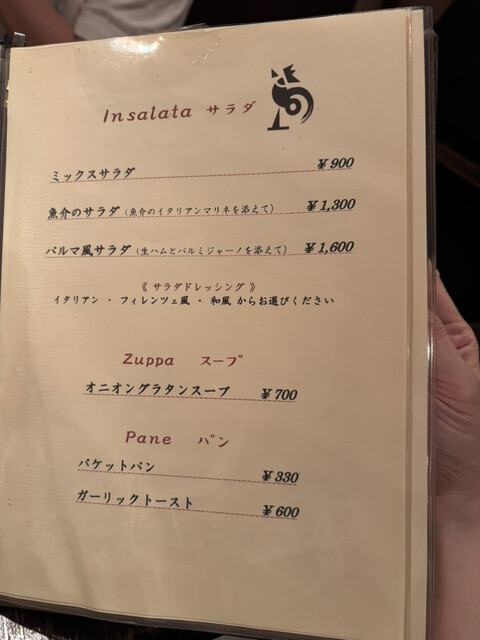 Insalata サラダ
ミックスサラダ ¥900
魚介のサラダ（魚介のイタリアンマリネを添えて） ¥1,300
パルマ風サラダ（生ハムとパルミジャーノを添えて） ¥1,600
《 サラダドレッシング 》
イタリアン ・ フィレンツェ風 ・ 和風 からお選びください
Zuppa スープ
オニオングラタンスープ ¥700
Pane パン
バケットパン ¥330
ガーリックトースト ¥600